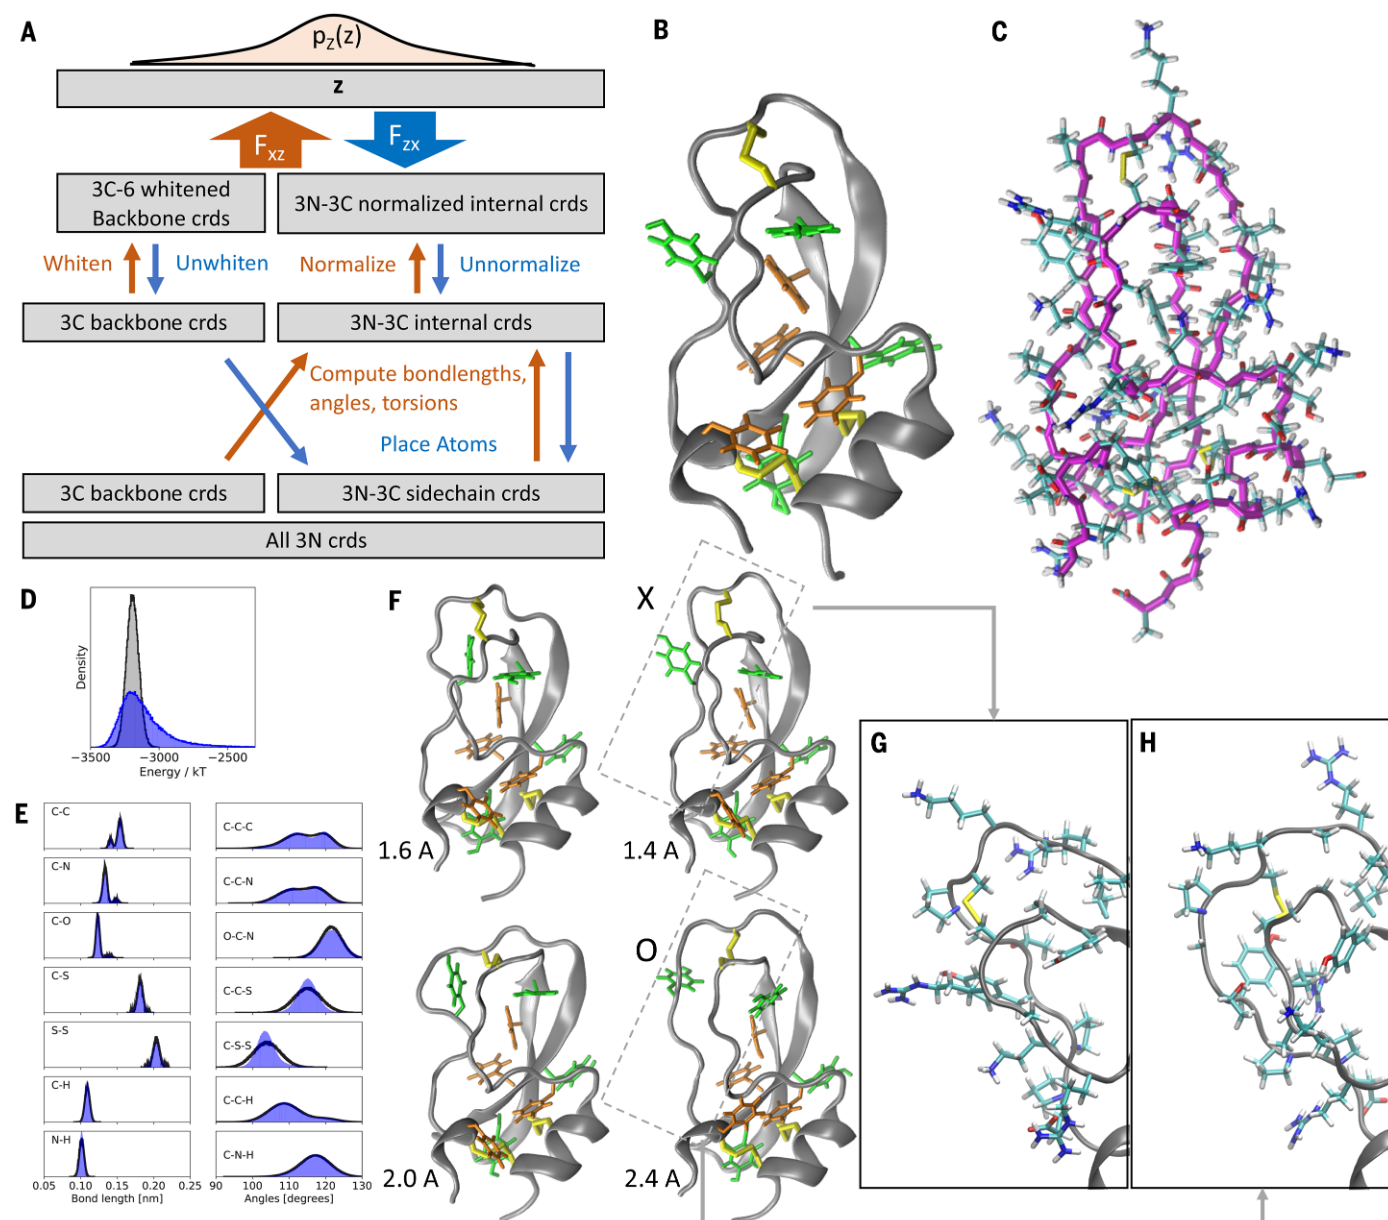 A
p_Z(z)
z
F_xz
F_zx
3C-6 whitened
Backbone crds
3N-3C normalized internal crds
Whiten
Unwhiten
Normalize
Unnormalize
3C backbone crds
3N-3C internal crds
Compute bondlengths,
angles, torsions
Place Atoms
3C backbone crds
3N-3C sidechain crds
All 3N crds
B
C
D
Density
−3500
−3000
−2500
Energy / kT
E
C-C
C-N
C-O
C-S
S-S
C-H
N-H
0.05
0.10
0.15
0.20
0.25
Bond length [nm]
C-C-C
C-C-N
O-C-N
C-C-S
C-S-S
C-C-H
C-N-H
90
100
110
120
130
Angles [degrees]
F
X
1.6 A
1.4 A
O
2.0 A
2.4 A
G
H